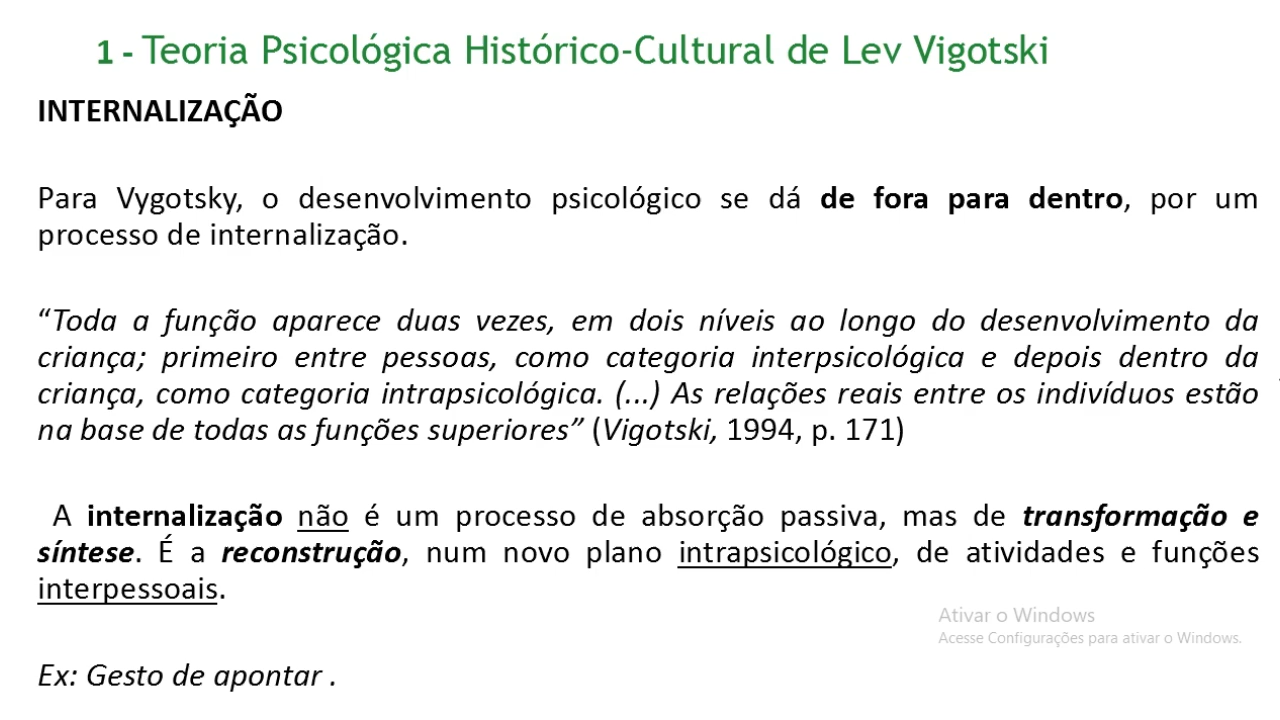 1 - Teoria Psicológica Histórico-Cultural de Lev Vigotski
INTERNALIZAÇÃO
Para Vygotsky, o desenvolvimento psicológico se dá de fora para dentro, por um
processo de internalização.
“Toda a função aparece duas vezes, em dois níveis ao longo do desenvolvimento da
criança; primeiro entre pessoas, como categoria interpsicológica e depois dentro da
criança, como categoria intrapsicológica. (...) As relações reais entre os indivíduos estão
na base de todas as funções superiores” (Vigotski, 1994, p. 171)
A internalização não é um processo de absorção passiva, mas de transformação e
síntese. É a reconstrução, num novo plano intrapsicológico, de atividades e funções
interpessoais.
Ativar o Windows
Acesse Configurações para ativar o Windows.
Ex: Gesto de apontar .